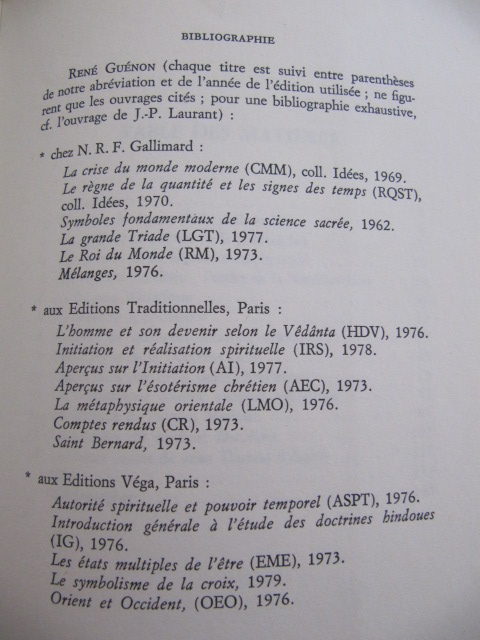 BIBLIOGRAPHIE
RENÉ GUÉNON (chaque titre est suivi entre parenthèses
de notre abréviation et de l'année de l'édition utilisée ; ne figu-
rent que les ouvrages cités ; pour une bibliographie exhaustive,
cf. l'ouvrage de J.-P. Laurant) :
* chez N. R. F. Gallimard :
La crise du monde moderne (CMM), coll. Idées, 1969.
Le règne de la quantité et les signes des temps (RQST),
coll. Idées, 1970.
Symboles fondamentaux de la science sacrée, 1962.
La grande Triade (LGT), 1977.
Le Roi du Monde (RM), 1973.
Mélanges, 1976.
* aux Editions Traditionnelles, Paris :
L'homme et son devenir selon le Vêdânta (HDV), 1976.
Initiation et réalisation spirituelle (IRS), 1978.
Aperçus sur l'Initiation (AI), 1977.
Aperçus sur l'ésotérisme chrétien (AEC), 1973.
La métaphysique orientale (LMO), 1976.
Comptes rendus (CR), 1973.
Saint Bernard, 1973.
* aux Editions Véga, Paris :
Autorité spirituelle et pouvoir temporel (ASPT), 1976.
Introduction générale à l'étude des doctrines hindoues
(IG), 1976.
Les états multiples de l'être (EME), 1973.
Le symbolisme de la croix, 1979.
Orient et Occident, (OEO), 1976.